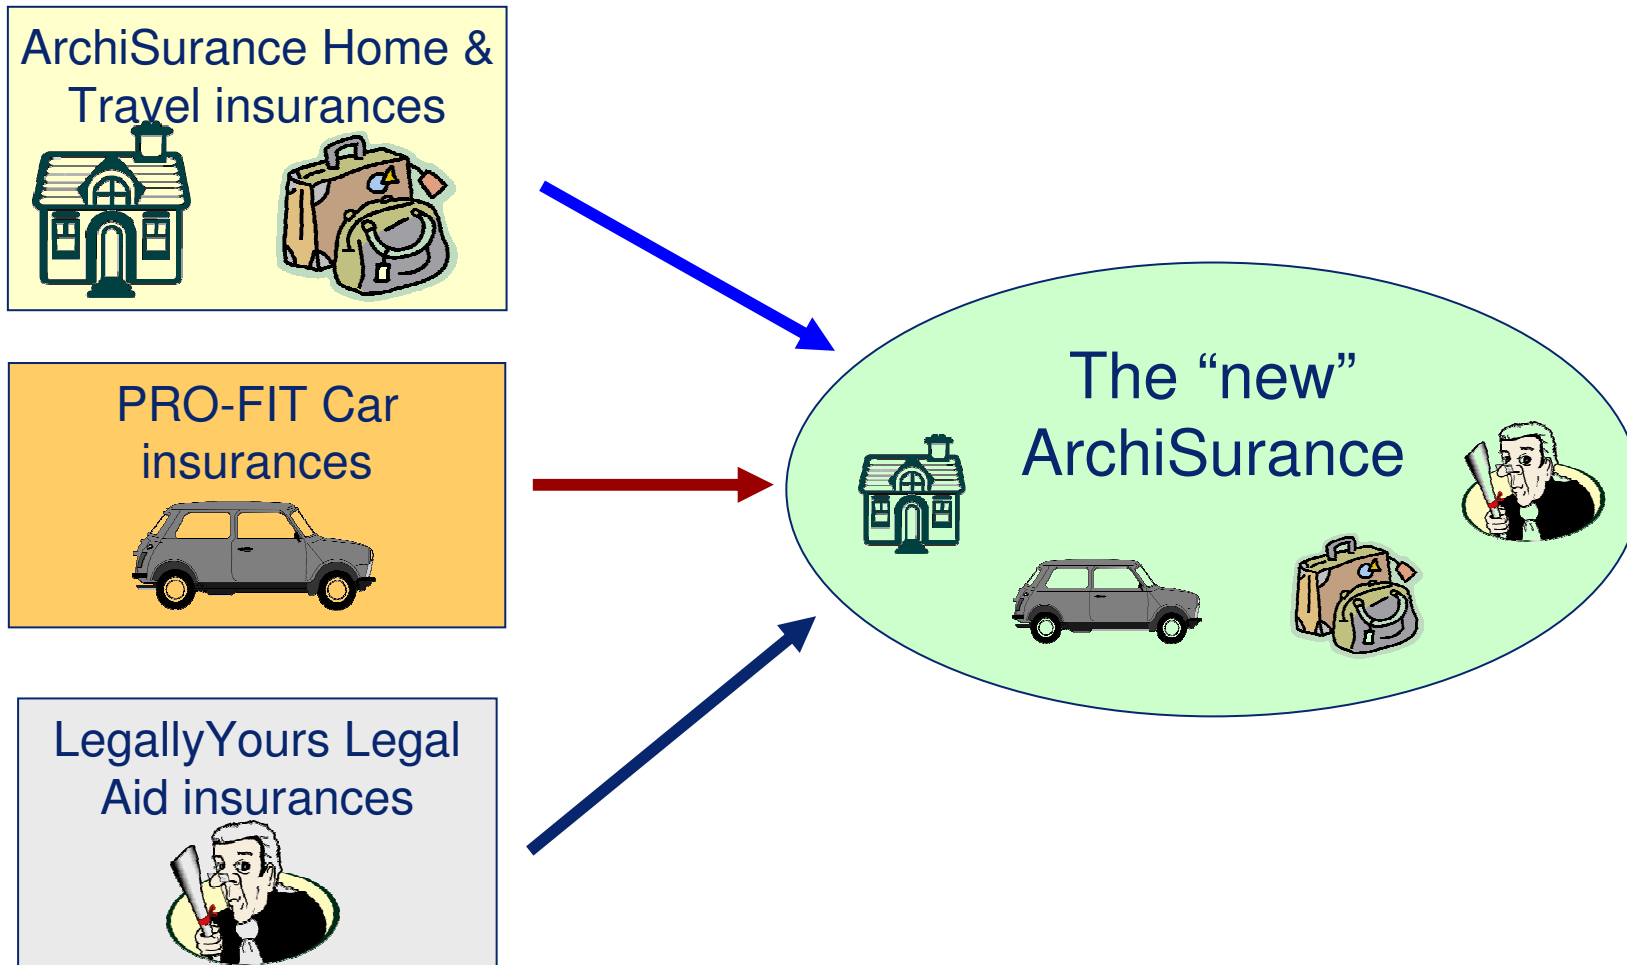 ArchiSurance Home &
Travel insurances
PRO-FIT Car
insurances
LegallyYours Legal
Aid insurances
The “new”
ArchiSurance